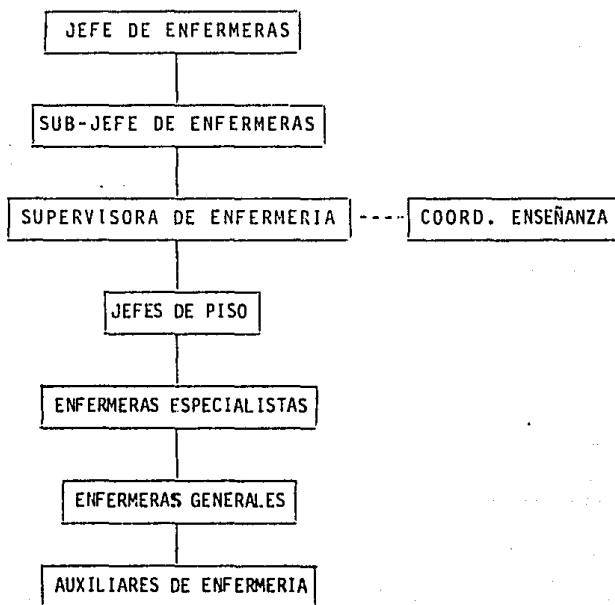 JEFE DE ENFERMERAS
SUB-JEFE DE ENFERMERAS
SUPERVISORA DE ENFERMERIA
COORD. ENSEÑANZA
JEFES DE PISO
ENFERMERAS ESPECIALISTAS
ENFERMERAS GENERALES
AUXILIARES DE ENFERMERIA